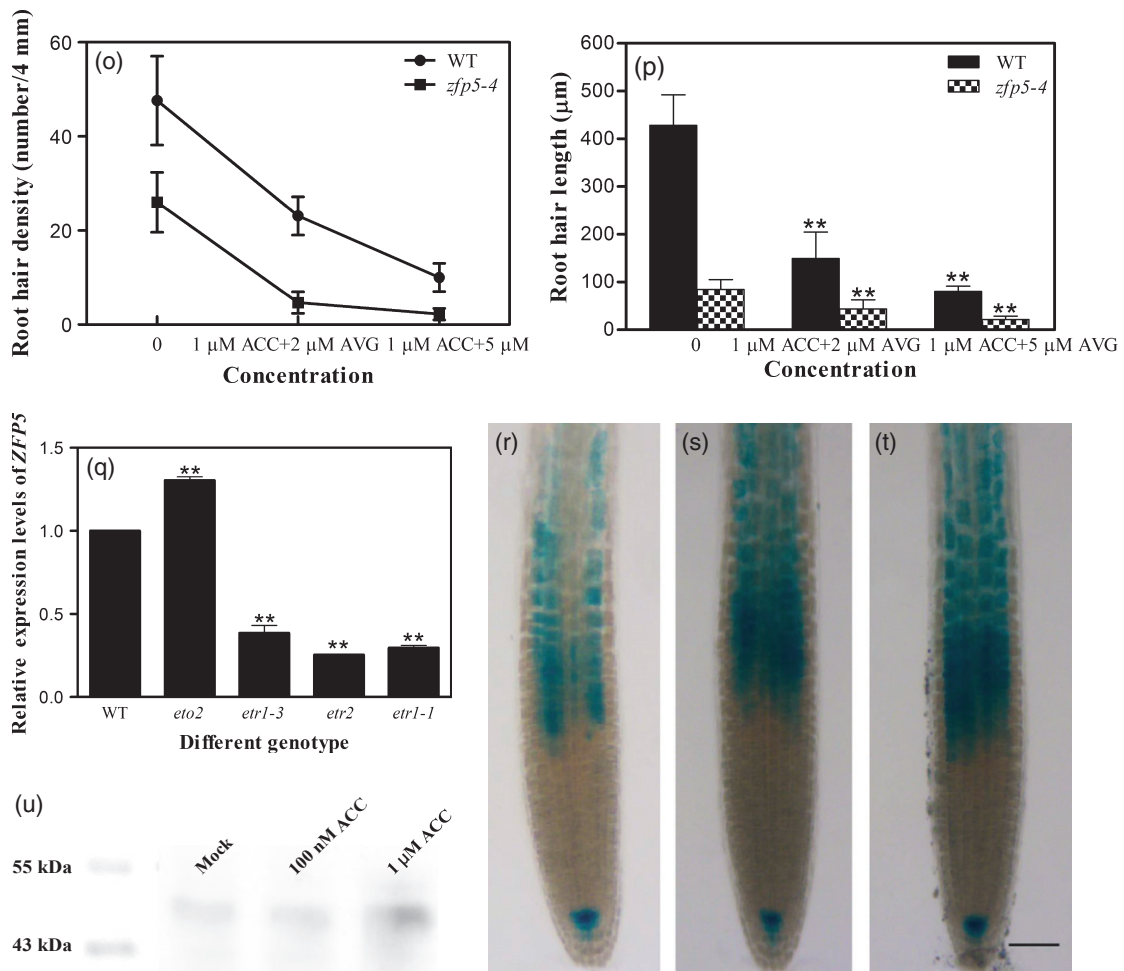 (o)
Root hair density (number/4 mm)
60
40
20
0
WT
zfp5-4
0 1 µM ACC+2 µM AVG 1 µM ACC+5 µM
Concentration
(p)
Root hair length (µm)
600
500
400
300
200
100
0
WT
zfp5-4
**
**
**
**
0 1 µM ACC+2 µM AVG 1 µM ACC+5 µM AVG
Concentration
(q)
Relative expression levels of ZFP5
1.5
1.0
0.5
0.0
**
**
**
**
WT eto2 etr1-3 etr2 etr1-1
Different genotype
(r)
(s)
(t)
(u)
Mock
100 nM ACC
1 µM ACC
55 kDa
43 kDa